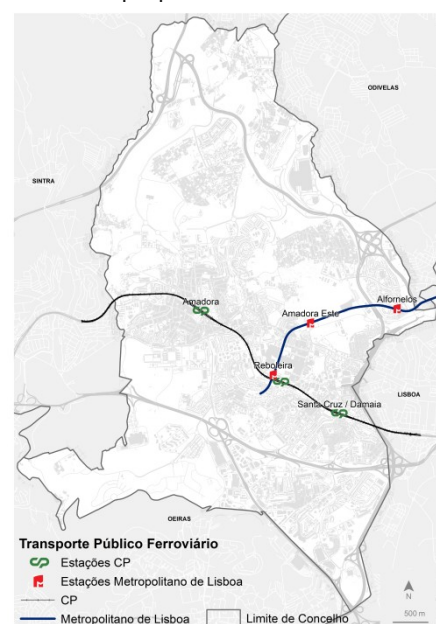 ODIVELAS
SINTRA
Amadora
Alfornelos
Amadora Este
Reboleira
LISBOA
Santa Cruz / Damaia
OEIRAS
Transporte Público Ferroviário
Estações CP
Estações Metropolitano de Lisboa
CP
Metropolitano de Lisboa
Limite de Concelho
N
500 m